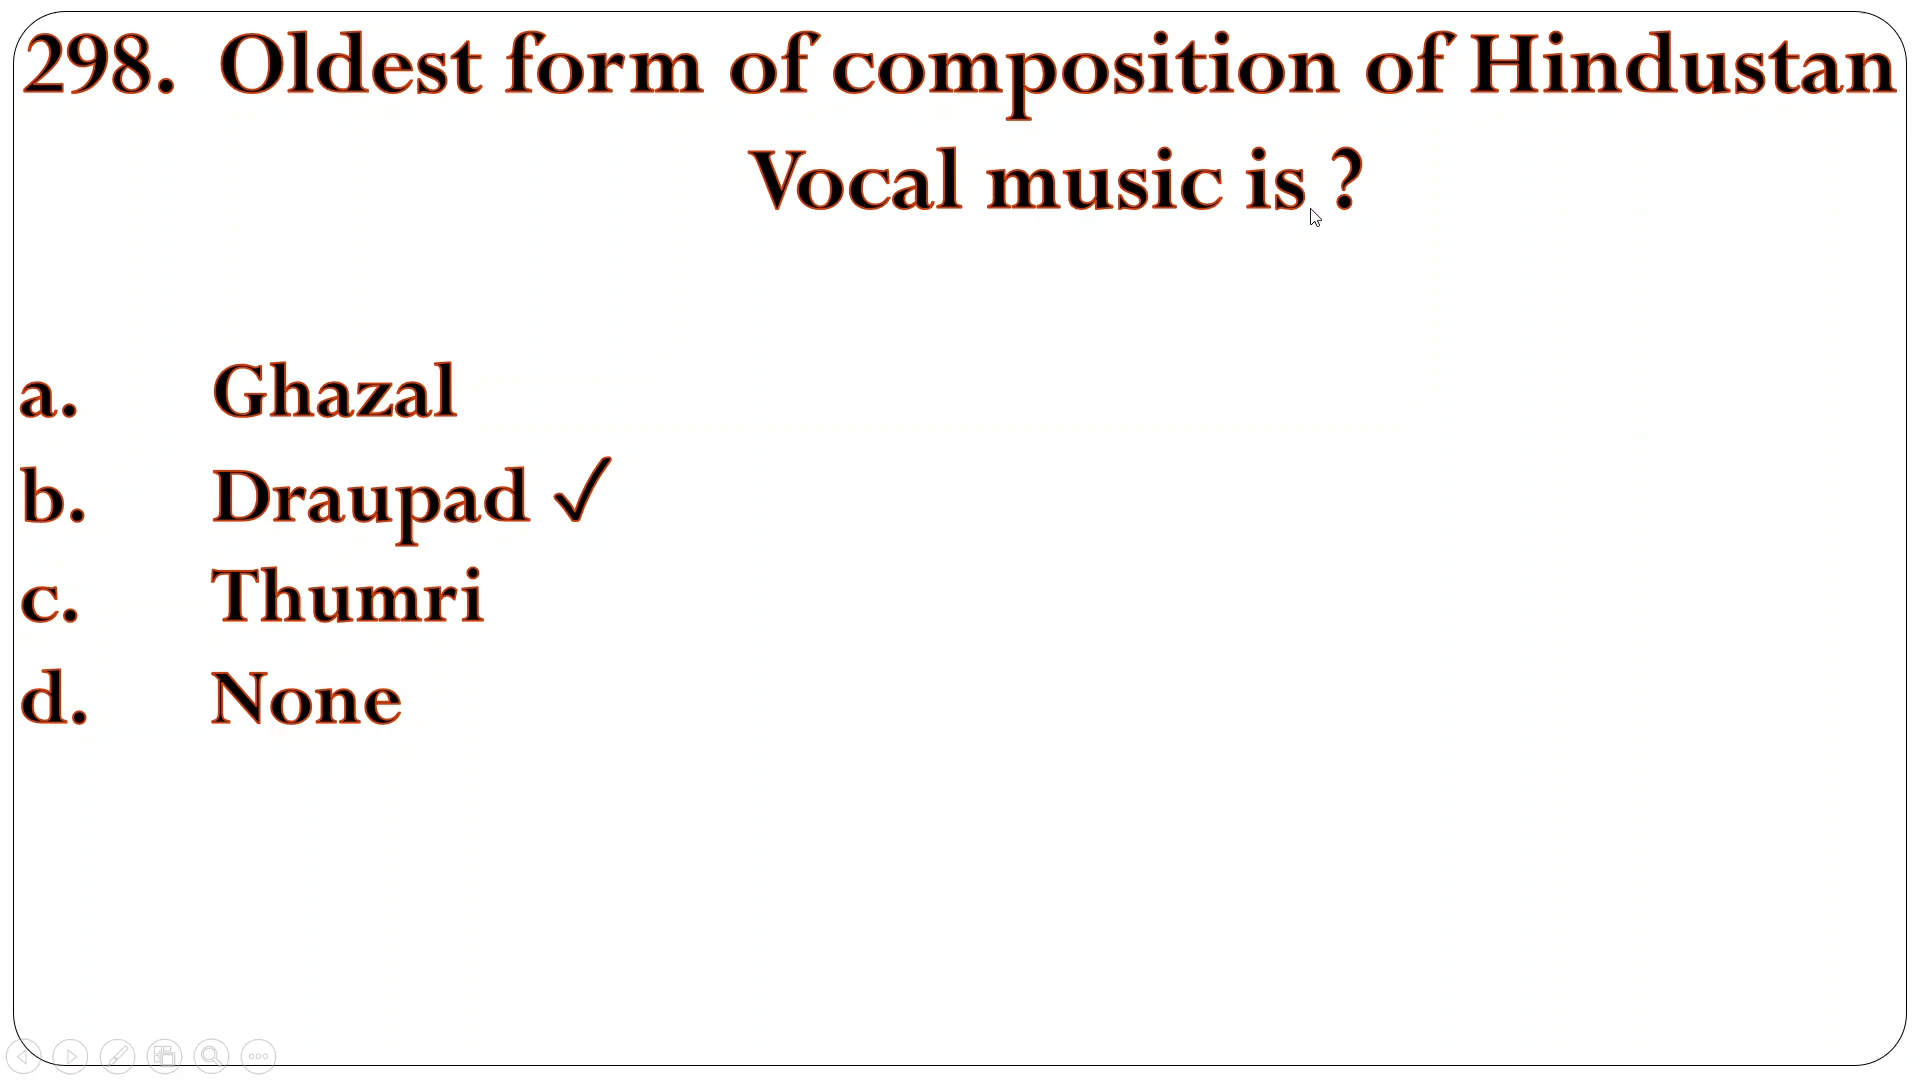 298. Oldest form of composition of Hindustan
Vocal music is ?
a. Ghazal
b. Draupad ✓
c. Thumri
d. None